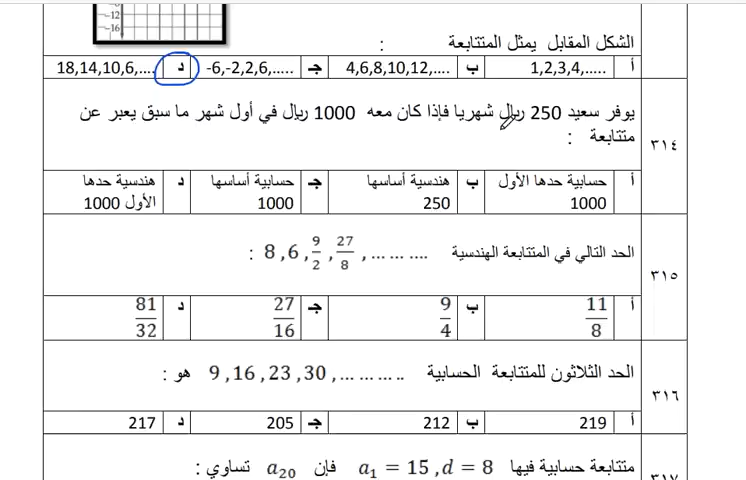 -12
-16
الشكل المقابل يمثل المتتابعة :
أ 1,2,3,4,..... ب 4,6,8,10,12,.... جـ -6,-2,2,6,..... د 18,14,10,6,....
٣١٤ يوفر سعيد 250 ريال شهريا فإذا كان معه 1000 ريال في أول شهر ما سبق يعبر عن
متتابعة :
أ حسابية حدها الأول ب هندسية أساسها جـ حسابية أساسها د هندسية حدها
1000 250 1000 الأول 1000
٣١٥ الحد التالي في المتتابعة الهندسية 8 ,6 ,9/2 ,27/8 ,... ... .... :
أ 11/8 ب 9/4 جـ 27/16 د 81/32
٣١٦ الحد الثلاثون للمتتابعة الحسابية 9 ,16 ,23 ,30 ,... ... ... .. هو :
أ 219 ب 212 جـ 205 د 217
٣١٧ متتابعة حسابية فيها a₁ = 15 ,d = 8 فإن a₂₀ تساوي :